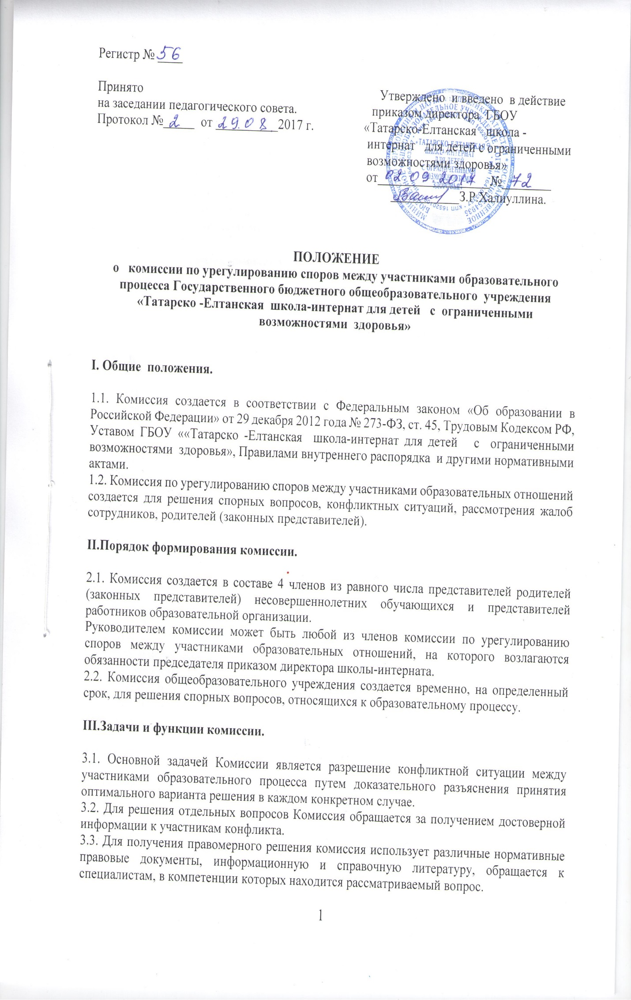 Регистр № 56
Принято
на заседании педагогического совета.
Протокол № 2 от 29.08.2017 г.
Утверждено и введено в действие
приказом директора ГБОУ
«Татарско-Елтанская школа -
интернат для детей с ограниченными
возможностями здоровья»
от 02.09.2017 № 72
З.Р.Халиуллина.
«ТАТАРСКО-ЕЛТАНСКАЯ
ШКОЛА-ИНТЕРНАТ
ДЛЯ ДЕТЕЙ
С ОГРАНИЧЕННЫМИ
ВОЗМОЖНОСТЯМИ
ЗДОРОВЬЯ»
ПОЛОЖЕНИЕ
о комиссии по урегулированию споров между участниками образовательного
процесса Государственного бюджетного общеобразовательного учреждения
«Татарско -Елтанская школа-интернат для детей с ограниченными
возможностями здоровья»
I. Общие положения.
1.1. Комиссия создается в соответствии с Федеральным законом «Об образовании в
Российской Федерации» от 29 декабря 2012 года № 273-ФЗ, ст. 45, Трудовым Кодексом РФ,
Уставом ГБОУ ««Татарско -Елтанская школа-интернат для детей с ограниченными
возможностями здоровья», Правилами внутреннего распорядка и другими нормативными
актами.
1.2. Комиссия по урегулированию споров между участниками образовательных отношений
создается для решения спорных вопросов, конфликтных ситуаций, рассмотрения жалоб
сотрудников, родителей (законных представителей).
II.Порядок формирования комиссии.
2.1. Комиссия создается в составе 4 членов из равного числа представителей родителей
(законных представителей) несовершеннолетних обучающихся и представителей
работников образовательной организации.
Руководителем комиссии может быть любой из членов комиссии по урегулированию
споров между участниками образовательных отношений, на которого возлагаются
обязанности председателя приказом директора школы-интерната.
2.2. Комиссия общеобразовательного учреждения создается временно, на определенный
срок, для решения спорных вопросов, относящихся к образовательному процессу.
III.Задачи и функции комиссии.
3.1. Основной задачей Комиссии является разрешение конфликтной ситуации между
участниками образовательного процесса путем доказательного разъяснения принятия
оптимального варианта решения в каждом конкретном случае.
3.2. Для решения отдельных вопросов Комиссия обращается за получением достоверной
информации к участникам конфликта.
3.3. Для получения правомерного решения комиссия использует различные нормативные
правовые документы, информационную и справочную литературу, обращается к
специалистам, в компетенции которых находится рассматриваемый вопрос.
1